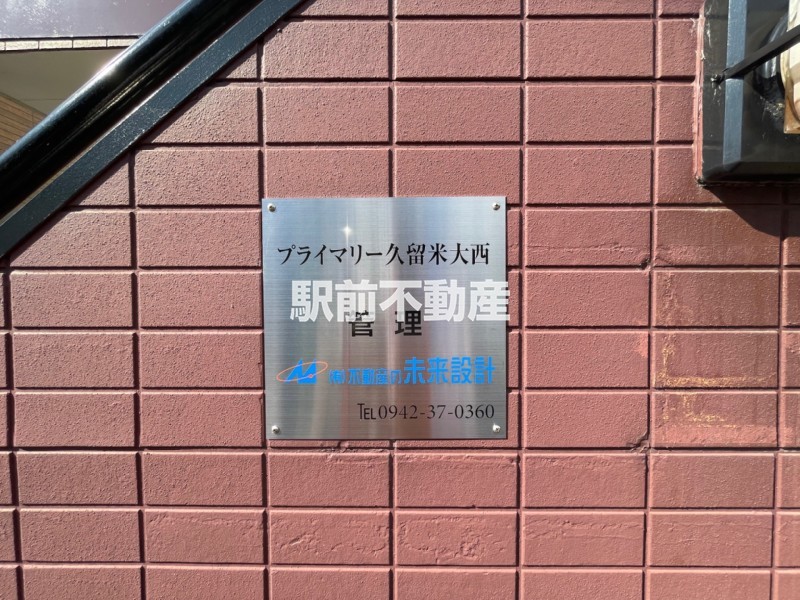 プライマリー久留米大西
駅前不動産
管理
㈲不動産の未来設計
TEL0942-37-0360